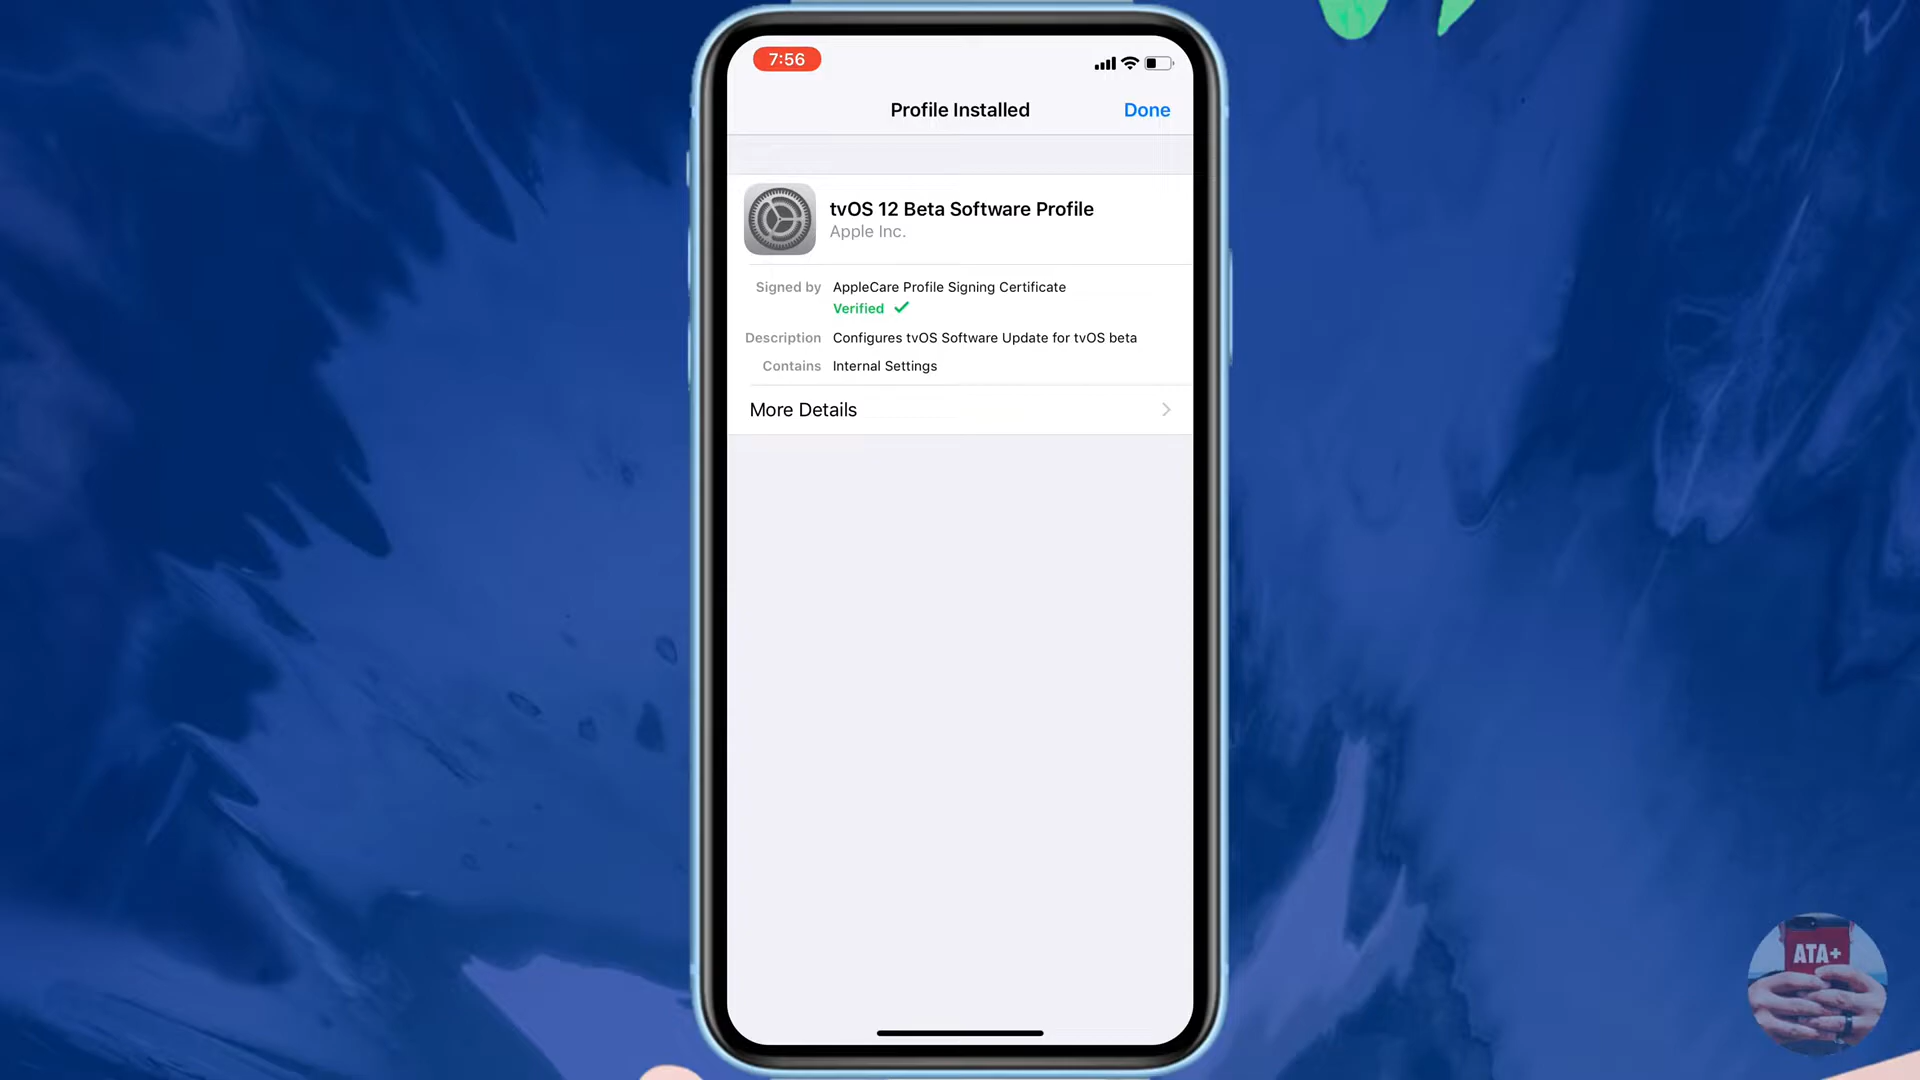 7:56
Profile Installed
Done
tvOS 12 Beta Software Profile
Apple Inc.
Signed by AppleCare Profile Signing Certificate
Verified
Description Configures tvOS Software Update for tvOS beta
Contains Internal Settings
More Details
ATA+